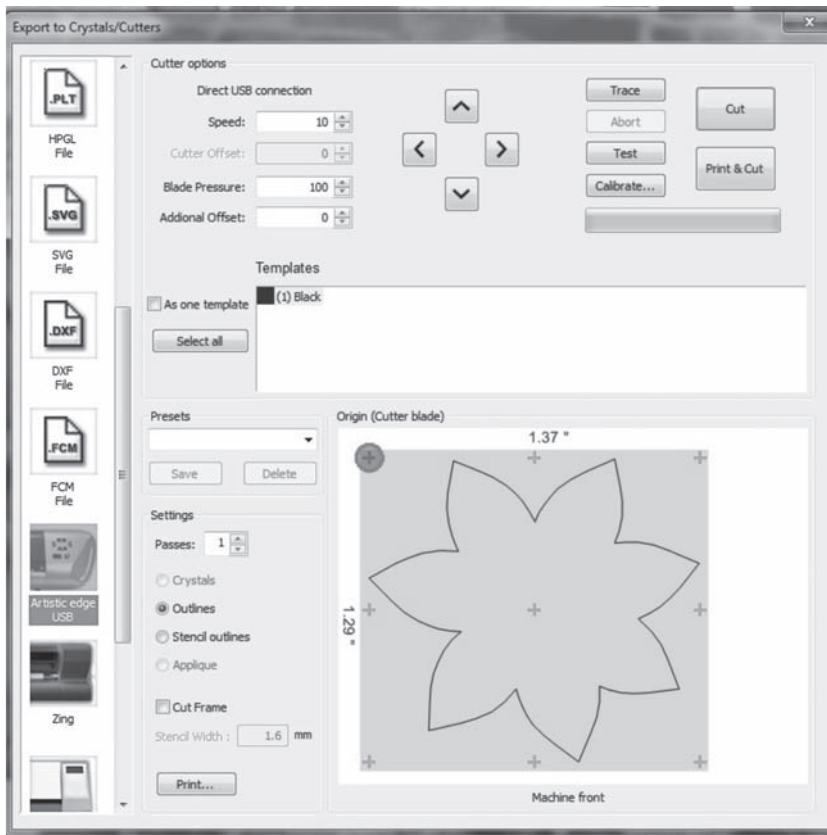 Export to Crystals/Cutters
x
.PLT
HPGL
File
.SVG
SVG
File
.DXF
DXF
File
.FCM
FCM
File
Artistic edge
USB
Zing
Cutter options
Direct USB connection
Speed: 10
Cutter Offset: 0
Blade Pressure: 100
Addional Offset: 0
Trace
Abort
Test
Calibrate...
Cut
Print & Cut
Templates
As one template
(1) Black
Select all
Presets
Save Delete
Settings
Passes: 1
Crystals
Outlines
Stencil outlines
Applique
Cut Frame
Stencil Width : 1.6 mm
Print...
Origin (Cutter blade)
1.37 "
1.29 "
Machine front